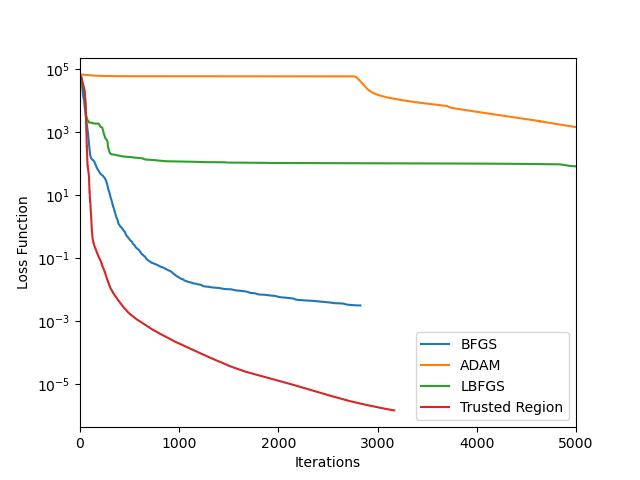 Loss Function
10^5
10^3
10^1
10^−1
10^−3
10^−5
0 1000 2000 3000 4000 5000
Iterations
BFGS
ADAM
LBFGS
Trusted Region